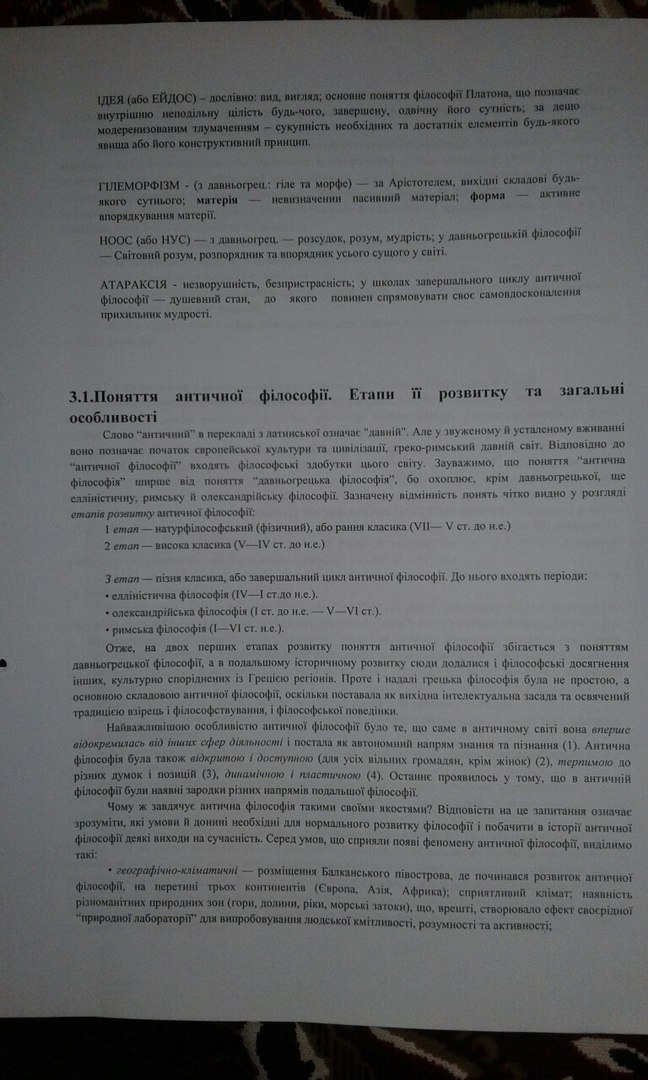 ІДЕЯ (або ЕЙДОС) – дослівно: вид, вигляд; основне поняття філософії Платона, що позначає
внутрішню неподільну цілість будь-чого, завершену, одвічну його сутність; за дещо
модеренизованим тлумаченням – сукупність необхідних та достатніх елементів будь-якого
явища або його конструктивний принцип.
ГІЛЕМОРФІЗМ - (з давньогрец.: гіле та морфе) — за Арістотелем, вихідні складові будь-
якого сутнього; матерія — невизначении пасивний матеріал; форма — активне
впорядкування матерії.
НООС (або НУС) — з давньогрец. — розсудок, розум, мудрість; у давньогрецькій філософії
— Світовий розум, розпорядник та впорядник усього сущого у світі.
АТАРАКСІЯ - незворушність, безпристрасність; у школах завершального циклу античної
філософії — душевний стан, до якого повинен спрямовувати своє самовдосконалення
прихильник мудрості.
3.1.Поняття античної філософії. Етапи її розвитку та загальні
особливості
Слово “античний” в перекладі з латинської означає "давній". Але у звуженому й усталеному вживанні
воно позначає початок європейської культури та цивілізації, греко-римський давній світ. Відповідно до
“античної філософії” входять філософські здобутки цього світу. Зауважимо, що поняття “антична
філософія” ширше від поняття “давньогрецька філософія”, бо охоплює, крім давньогрецької, ще
елліністичну, римську й олександрійську філософії. Зазначену відмінність понять чітко видно у розгляді
етапів розвитку античної філософії:
1 етап — натурфілософський (фізичний), або рання класика (VII— V ст. до н.е.)
2 етап — висока класика (V—IV ст. до н.е.)
3 етап — пізня класика, або завершальний цикл античної філософії. До нього входять періоди:
• елліністична філософія (IV—I ст.до н.е.).
• олександрійська філософія (І ст. до н.е. — V—VI ст.).
• римська філософія (І—VI ст. н.е.).
Отже, на двох перших етапах розвитку поняття античної філософії збігається з поняттям
давньогрецької філософії, а в подальшому історичному розвитку сюди додалися і філософські досягнення
інших, культурно споріднених із Грецією регіонів. Проте і надалі грецька філософія була не простою, а
основною складовою античної філософії, оскільки поставала як вихідна інтелектуальна засада та освячений
традицією взірець і філософствування, і філософської поведінки.
Найважливішою особливістю античної філософії було те, що саме в античному світі вона вперше
відокремилась від інших сфер діяльності і постала як автономний напрям знання та пізнання (1). Антична
філософія була також відкритою і доступною (для усіх вільних громадян, крім жінок) (2), терпимою до
різних думок і позицій (3), динамічною і пластичною (4). Останнє проявилось у тому, що в античній
філософії були наявні зародки різних напрямів подальшої філософії.
Чому ж завдячує антична філософія такими своїми якостями? Відповісти на це запитання означає
зрозуміти, які умови й донині необхідні для нормального розвитку філософії і побачити в історії античної
філософії деякі виходи на сучасність. Серед умов, що сприяли появі феномену античної філософії, виділимо
такі:
• географічно-кліматичні — розміщення Балканського півострова, де починався розвиток античної
філософії, на перетині трьох континентів (Європа, Азія, Африка); сприятливий клімат; наявність
різноманітних природних зон (гори, долини, ріки, морські затоки), що, врешті, створювало ефект своєрідної
“природної лабораторії” для випробовування людської кмітливості, розумності та активності;